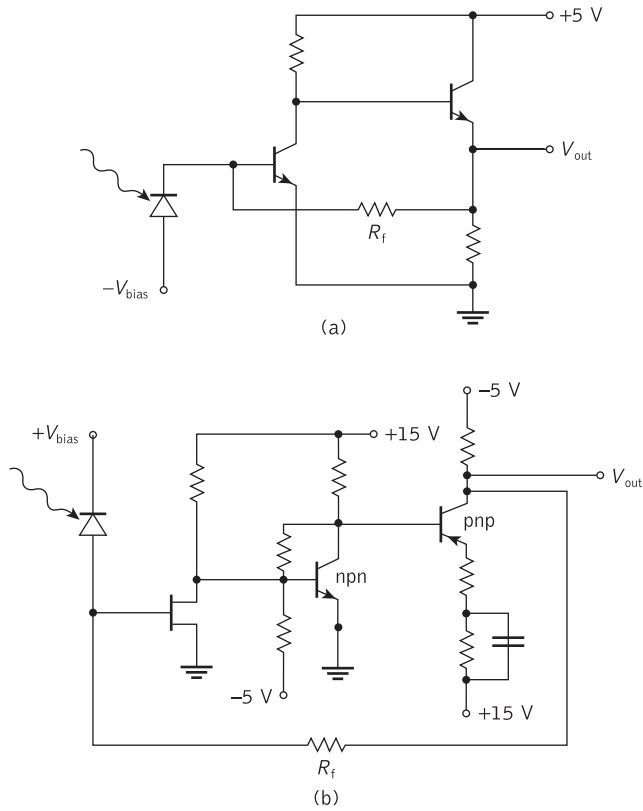 +5 V
V_out
R_f
−V_bias
(a)
−5 V
+V_bias
+15 V
V_out
pnp
npn
−5 V
+15 V
R_f
(b)